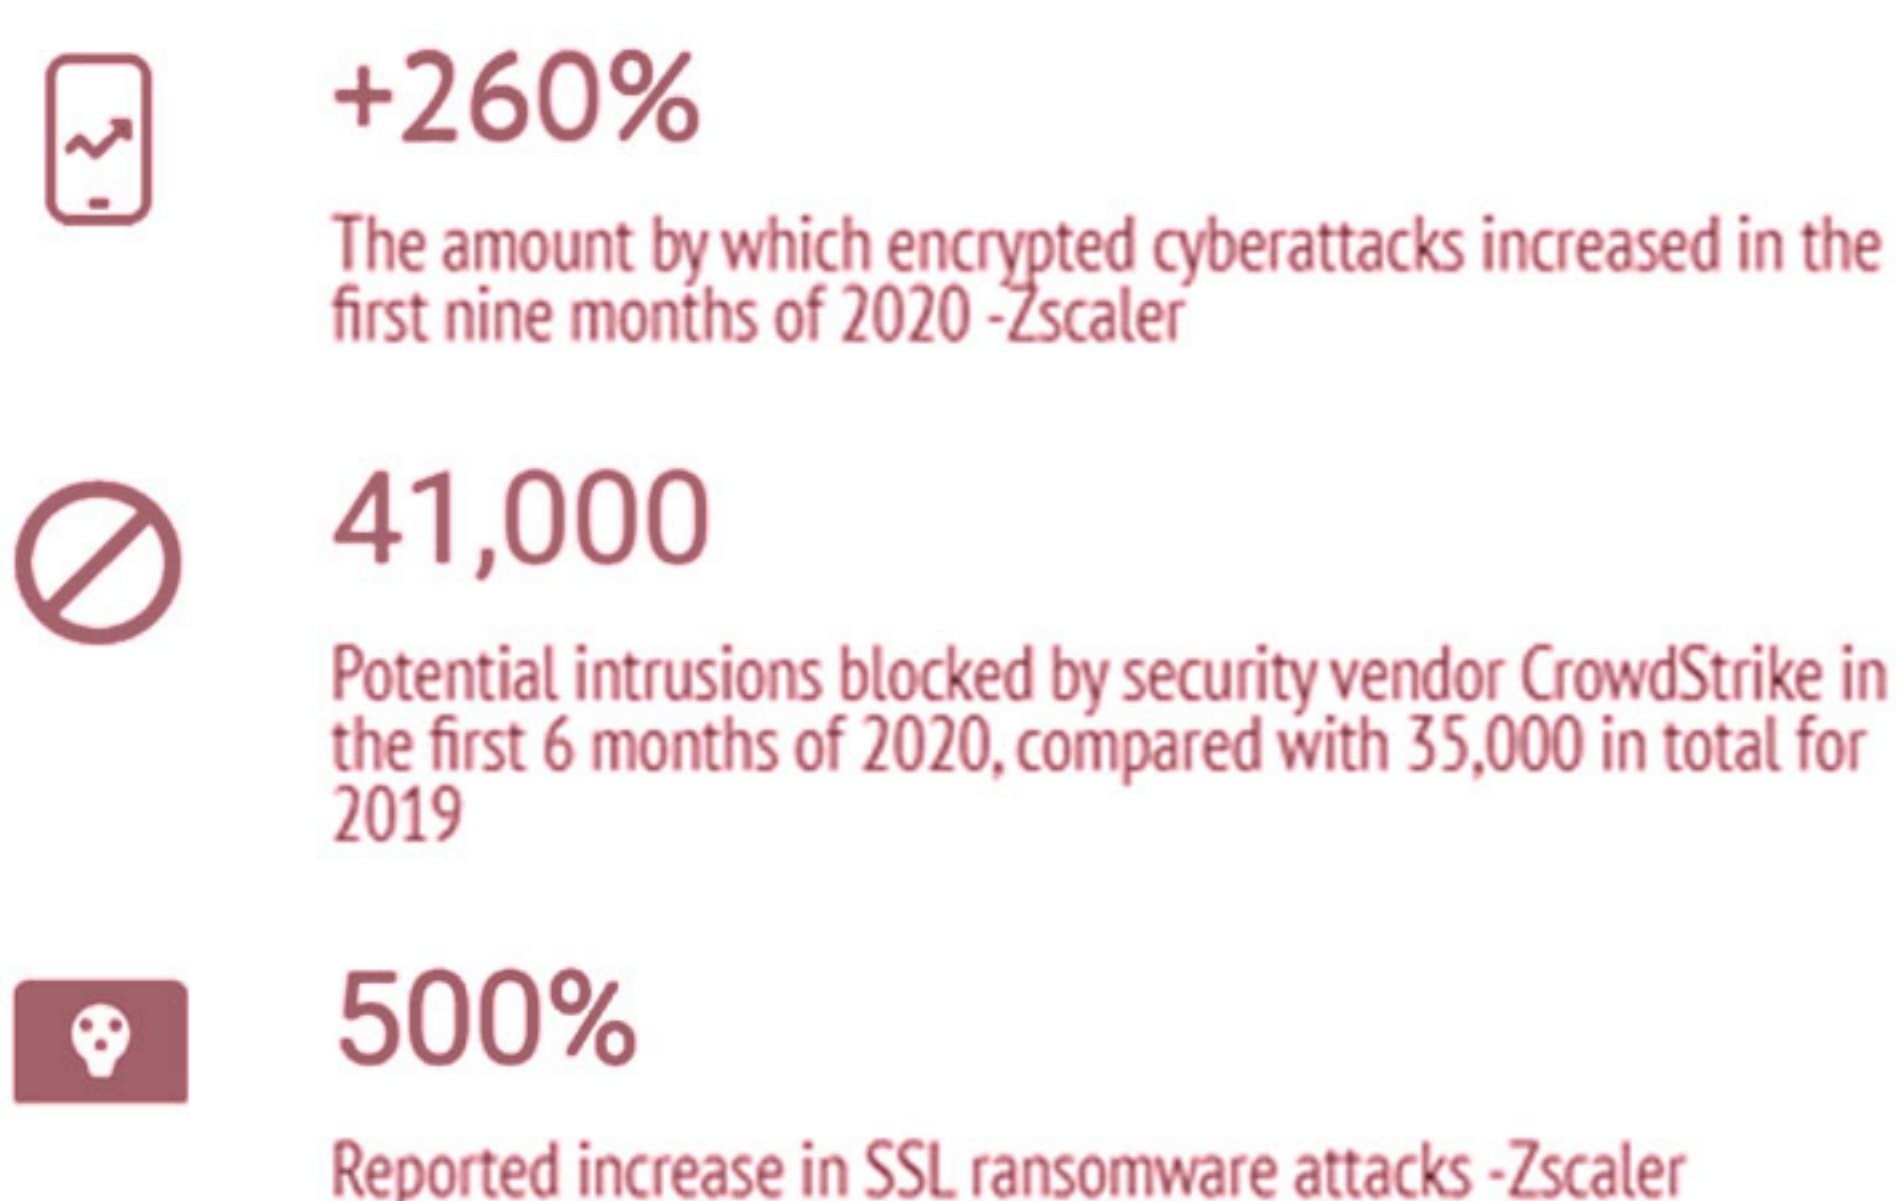 +260%
The amount by which encrypted cyberattacks increased in the
first nine months of 2020 -Zscaler
41,000
Potential intrusions blocked by security vendor CrowdStrike in
the first 6 months of 2020, compared with 35,000 in total for
2019
500%
Reported increase in SSL ransomware attacks -Zscaler